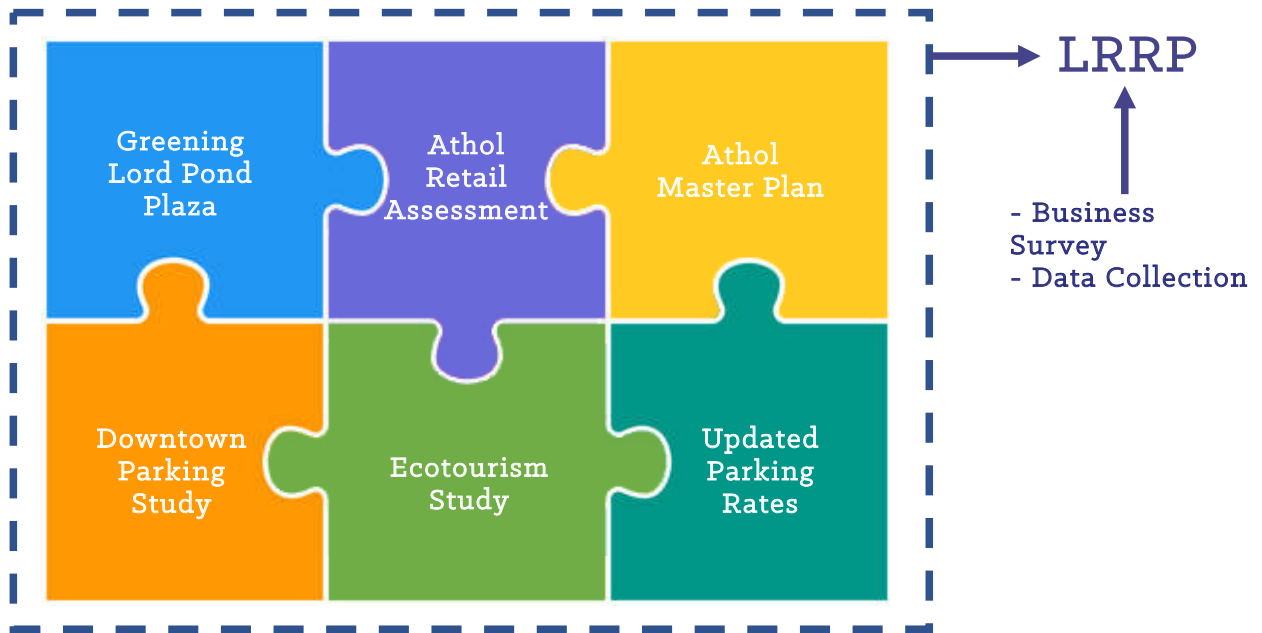 Greening
Lord Pond
Plaza
Athol
Retail
Assessment
Athol
Master Plan
LRRP
- Business
Survey
- Data Collection
Downtown
Parking
Study
Ecotourism
Study
Updated
Parking
Rates